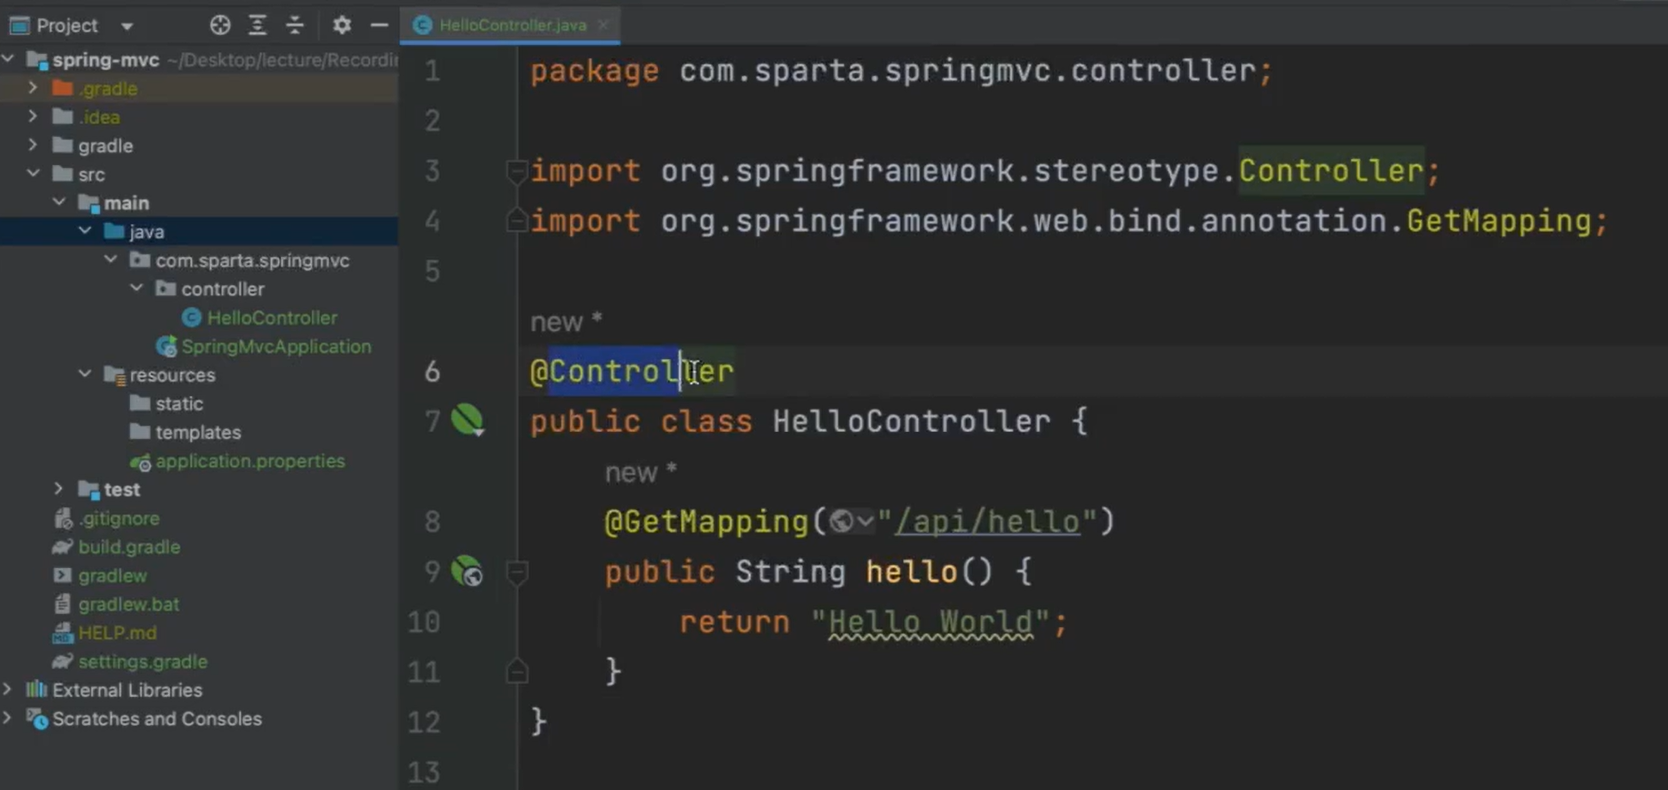 Project
HelloController.java
spring-mvc ~/Desktop/lecture/Recordi
.gradle
.idea
gradle
src
main
java
com.sparta.springmvc
controller
HelloController
SpringMvcApplication
resources
static
templates
application.properties
test
.gitignore
build.gradle
gradlew
gradlew.bat
HELP.md
settings.gradle
External Libraries
Scratches and Consoles
1 package com.sparta.springmvc.controller;
2
3 import org.springframework.stereotype.Controller;
4 import org.springframework.web.bind.annotation.GetMapping;
5
new *
6 @Controller
7 public class HelloController {
new *
8 @GetMapping("/api/hello")
9 public String hello() {
10 return "Hello World";
11 }
12 }
13